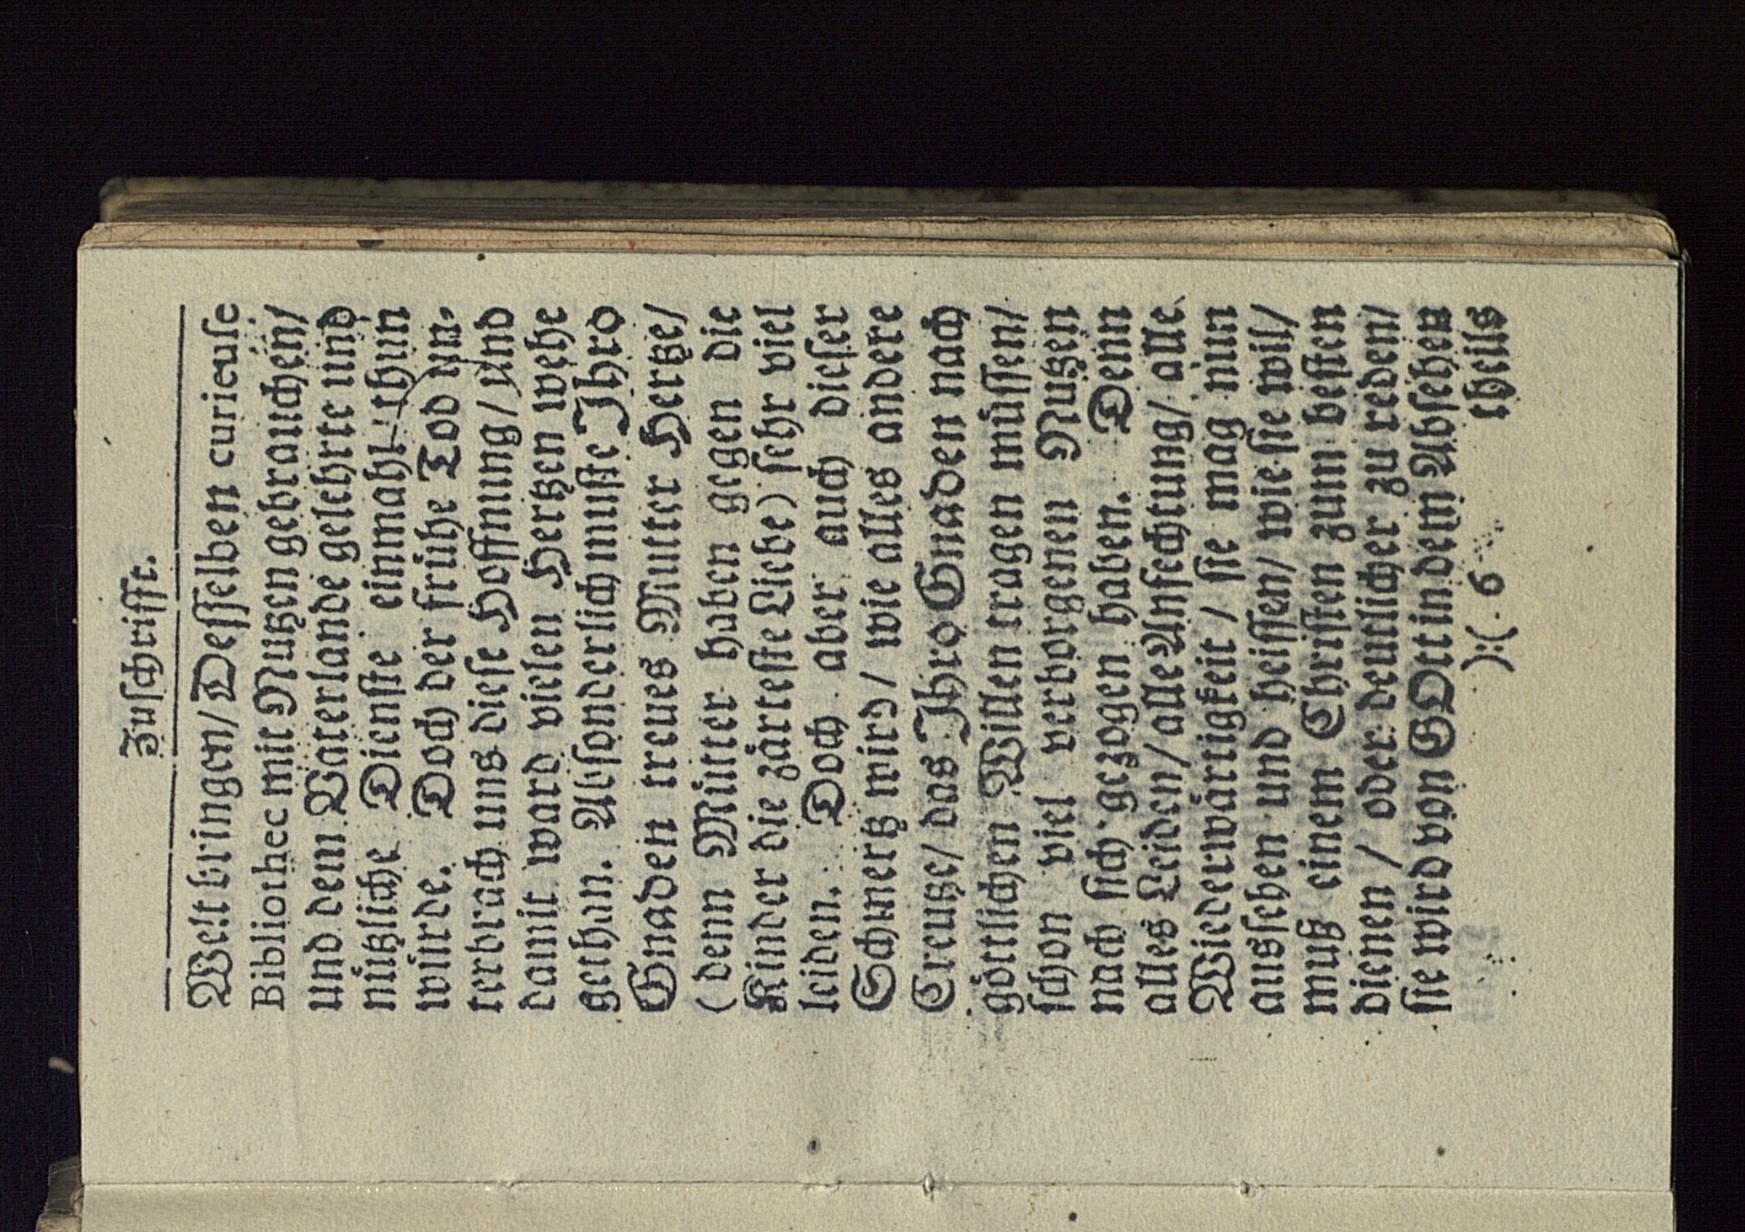 Zuſchrifft.
Welt bringen/ Deſſelben curieuſe
Bibliothec mit Nutzen gebrauchen/
und dem Vaterlande gelehrte und
nützliche Dienſte einmahl thun
würde. Doch der frühe Tod un-
terbrach uns dieſe Hoffnung/ und
damit ward vielen Hertzen wehe
gethan. Abſonderlich muſte Ihro
Gnaden treues Mutter Hertze/
(denn Mütter haben gegen die
Kinder die zärteſte Liebe) ſehr viel
leiden. Doch aber auch dieſer
Schmertz wird/ wie alles andere
Creutze/ das Ihro Gnaden nach
göttlichen Willen tragen müſſen/
ſchon viel verborgenen Nutzen
nach ſich gezogen haben. Denn
alles Leiden/ alle Anfechtung/ alle
Wiederwärtigkeit / ſie mag nun
ausſehen und heiſſen/ wie ſie wil/
muß einem Chriſten zum beſten
dienen / oder deutlicher zu reden/
ſie wird von GOtt in dem Abſehen
):( 6 theils